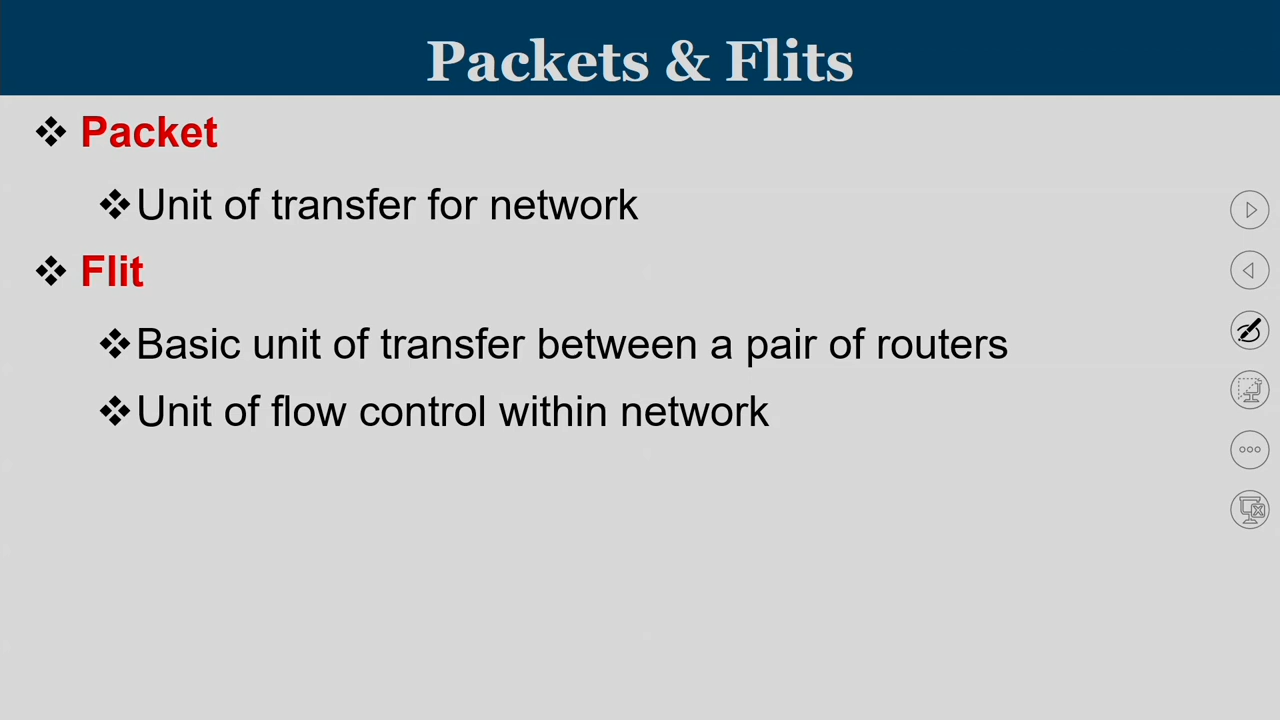 Packets & Flits
❖ Packet
❖Unit of transfer for network
❖ Flit
❖Basic unit of transfer between a pair of routers
❖Unit of flow control within network